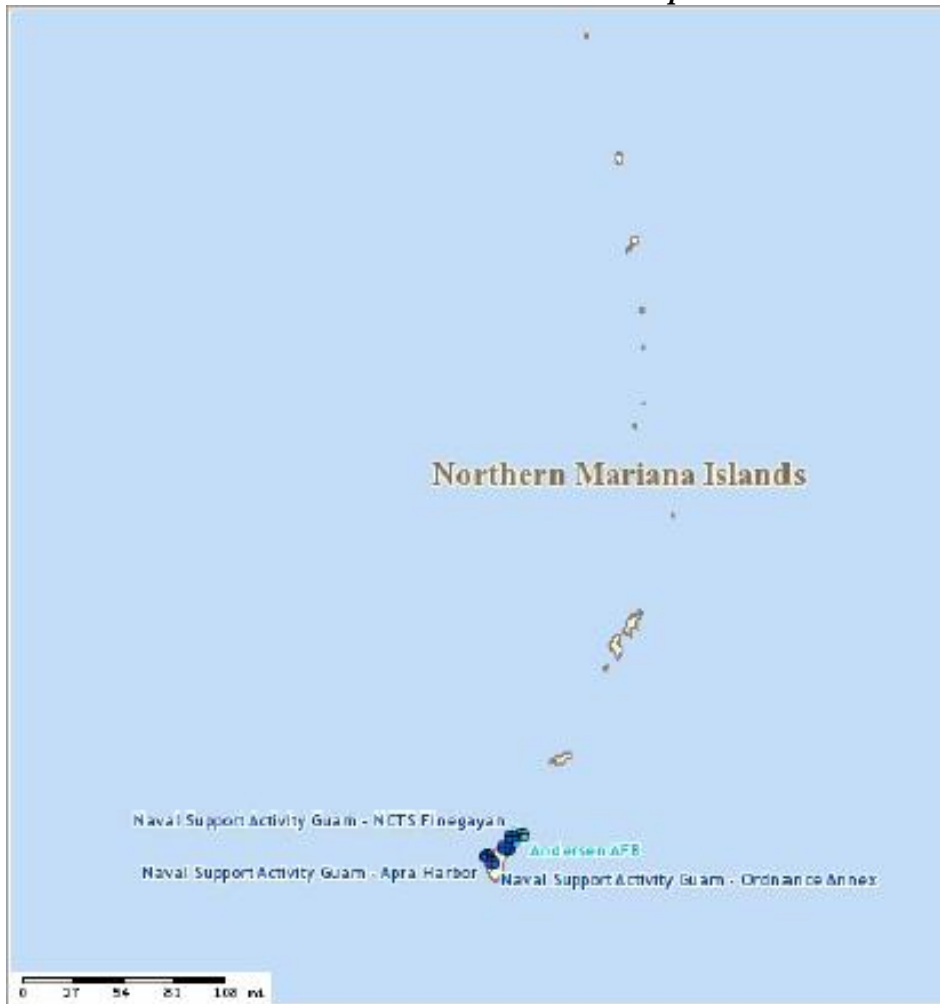 Northern Mariana Islands
Naval Support Activity Guam - NCTS Finegayan
Andersen AFB
Naval Support Activity Guam - Apra Harbor
Naval Support Activity Guam - Ordnance Annex
0 27 54 81 108 mi.